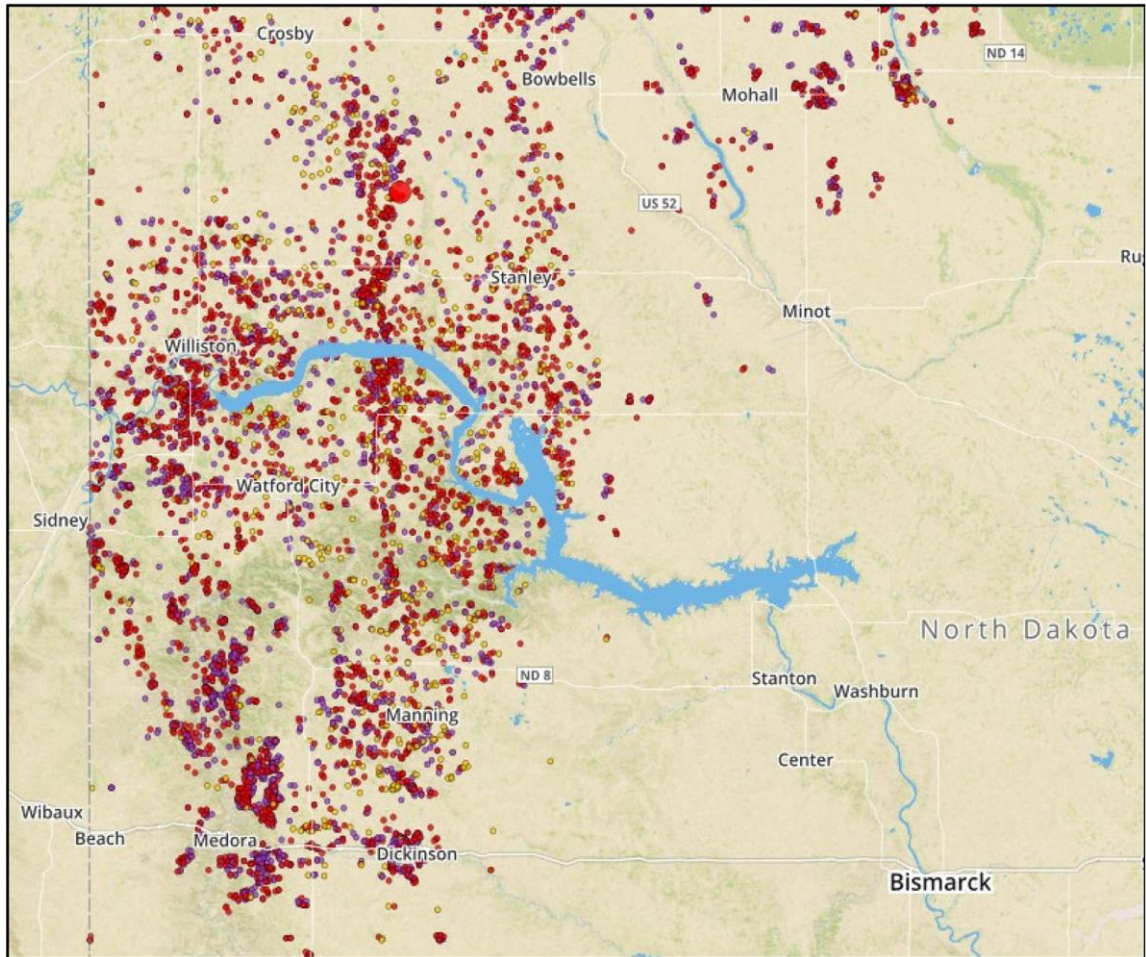 Crosby
ND 14
Bowbells
Mohall
US 52
Stanley
Ru
Minot
Williston
Watford City
Sidney
North Dakota
ND 8
Stanton
Washburn
Manning
Center
Wibaux
Beach
Medora
Dickinson
Bismarck